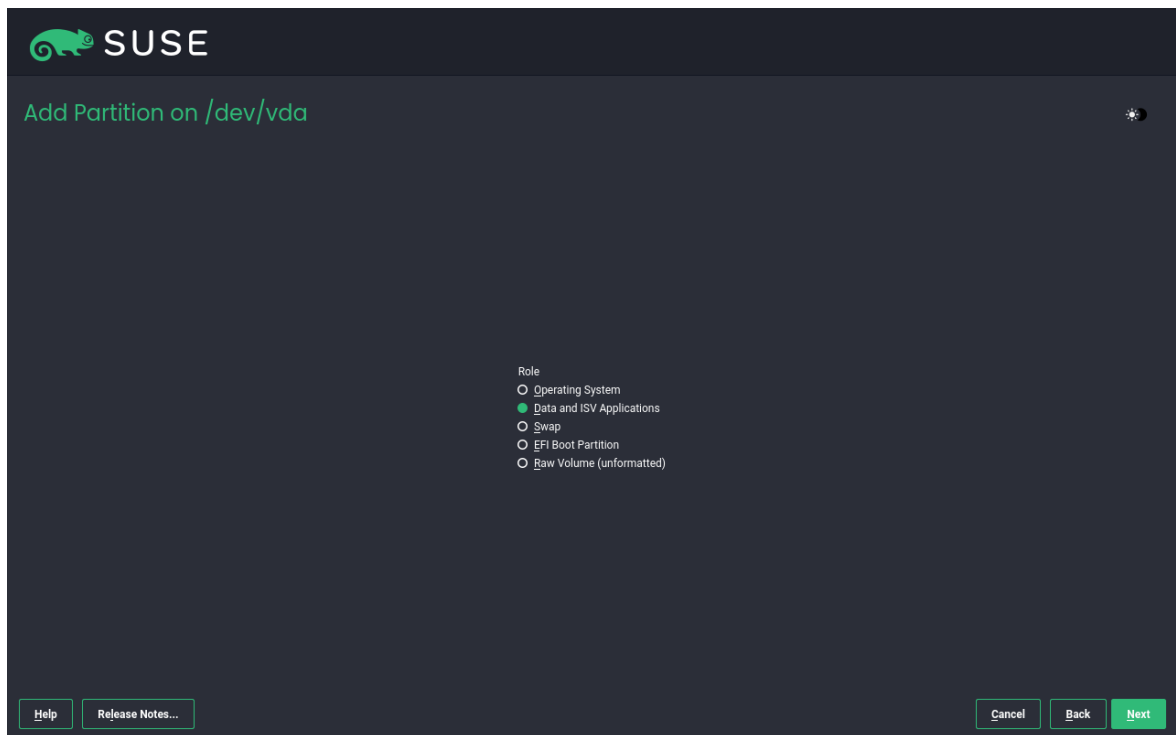 SUSE
Add Partition on /dev/vda
Role
Operating System
Data and ISV Applications
Swap
EFI Boot Partition
Raw Volume (unformatted)
Help
Release Notes...
Cancel
Back
Next